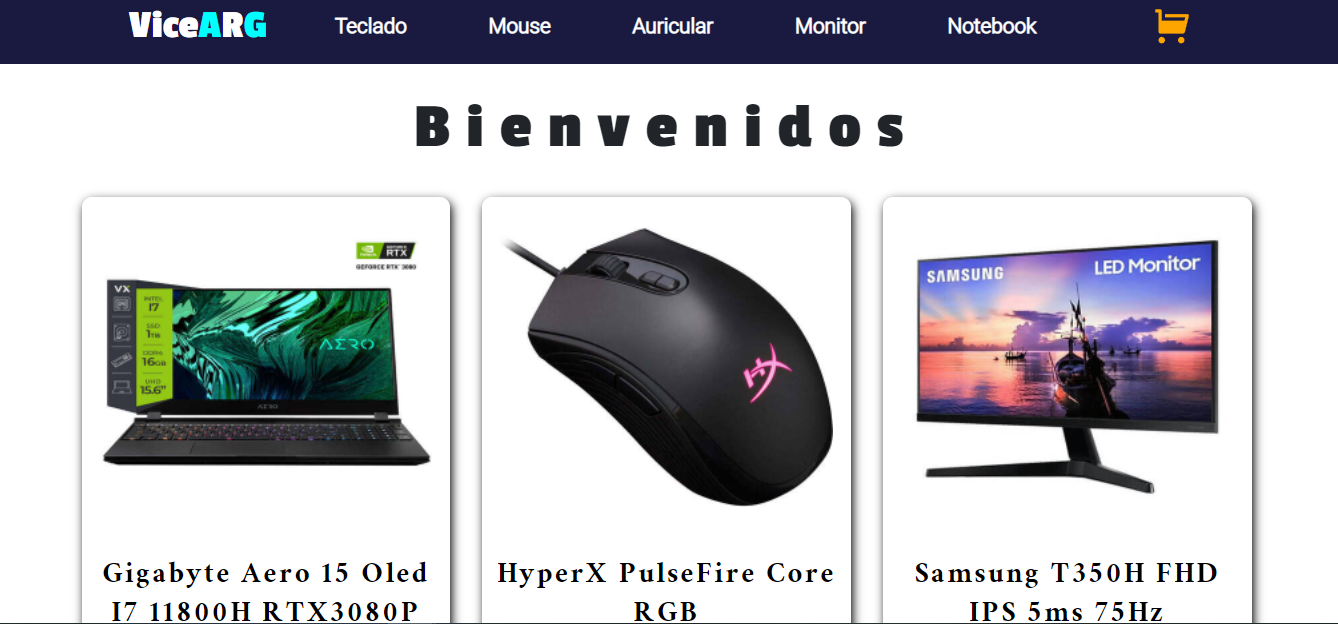 ViceARG Teclado Mouse Auricular Monitor Notebook
Bienvenidos
GEFORCE RTX
GEFORCE RTX 3080
VX
INTEL
I7
SSD
1TB
16GB
UHD
15.6"
AERO
AERO
HX
SAMSUNG
LED Monitor
Gigabyte Aero 15 Oled
I7 11800H RTX3080P
HyperX PulseFire Core
RGB
Samsung T350H FHD
IPS 5ms 75Hz